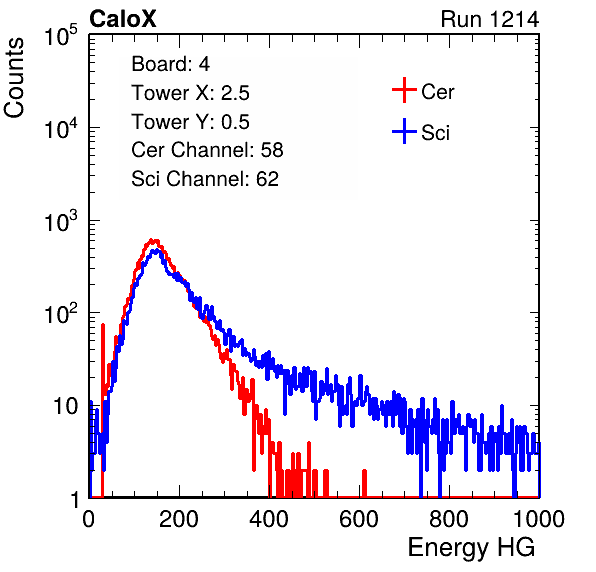 CaloX Run 1214
Counts
Board: 4
Tower X: 2.5
Tower Y: 0.5
Cer Channel: 58
Sci Channel: 62
Cer
Sci
10^5
10^4
10^3
10^2
10
1
0 200 400 600 800 1000
Energy HG